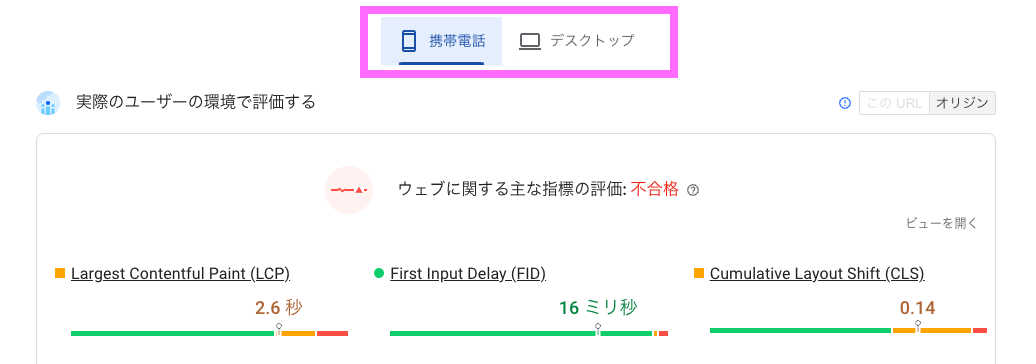 携帯電話 デスクトップ
実際のユーザーの環境で評価する
このURL オリジン
ウェブに関する主な指標の評価: 不合格
ビューを開く
Largest Contentful Paint (LCP)
2.6 秒
First Input Delay (FID)
16 ミリ秒
Cumulative Layout Shift (CLS)
0.14